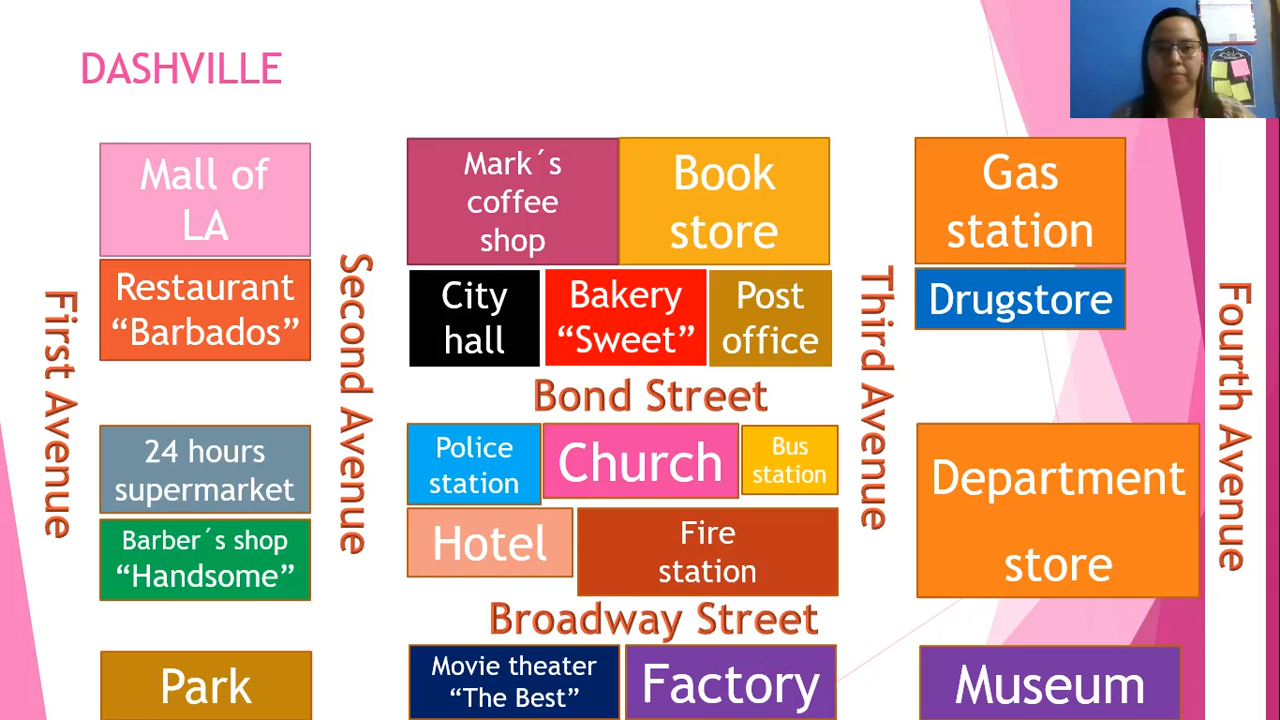 DASHVILLE
Mall of
LA
Mark´s
coffee
shop
Book
store
Gas
station
Restaurant
“Barbados”
City
hall
Bakery
“Sweet”
Post
office
Drugstore
First Avenue
Second Avenue
Third Avenue
Fourth Avenue
Bond Street
24 hours
supermarket
Police
station
Church
Bus
station
Department
store
Barber´s shop
“Handsome”
Hotel
Fire
station
Broadway Street
Park
Movie theater
“The Best”
Factory
Museum